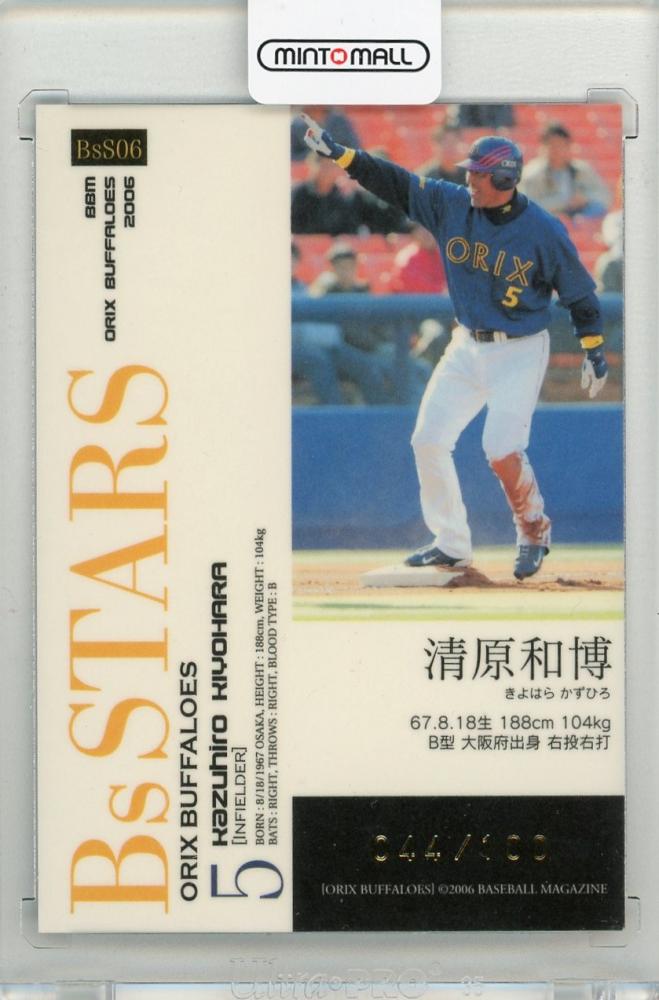 MINTOMALL
BsS06
BBM
ORIX BUFFALOES
2006
BsSTARS
ORIX BUFFALOES
Kazuhiro Kiyohara
[INFIELDER]
5
BORN : 8/18/1967 OSAKA, HEIGHT : 188cm, WEIGHT : 104kg
BATS : RIGHT, THROWS : RIGHT, BLOOD TYPE : B
ORIX
ORIX
5
清原和博
きよはら かずひろ
67.8.18生 188cm 104kg
B型 大阪府出身 右投右打
044/100
[ORIX BUFFALOES] ©2006 BASEBALL MAGAZINE
Ultra•PRO®